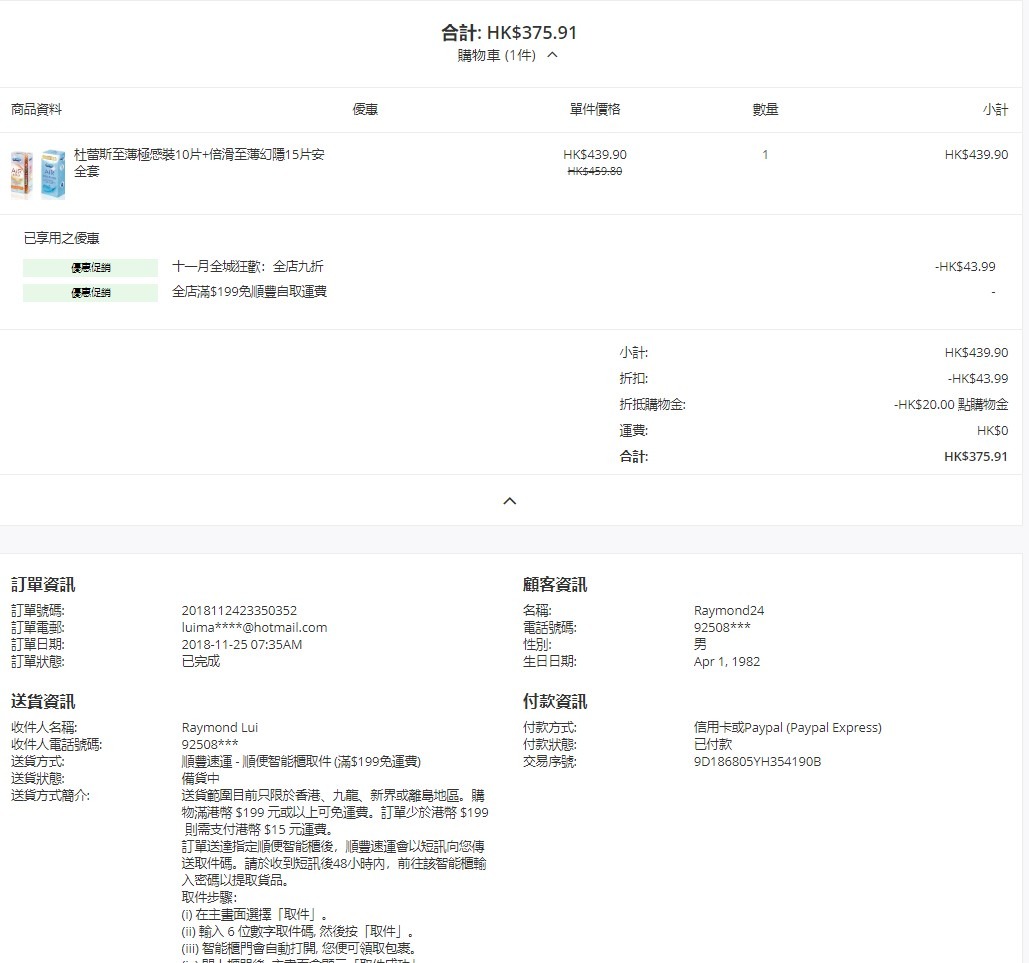 合計: HK$375.91
購物車 (1件)
商品資料 優惠 單件價格 數量 小計
杜蕾斯至薄極感裝10片+倍滑至薄幻隱15片安全套 HK$439.90 1 HK$439.90
HK$459.80
已享用之優惠
優惠促銷 十一月全城狂歡：全店九折 -HK$43.99
優惠促銷 全店滿$199免順豐自取運費 -
小計: HK$439.90
折扣: -HK$43.99
折抵購物金: -HK$20.00 點購物金
運費: HK$0
合計: HK$375.91
訂單資訊
訂單號碼: 2018112423350352
訂單電郵: luima****@hotmail.com
訂單日期: 2018-11-25 07:35AM
訂單狀態: 已完成
顧客資訊
名稱: Raymond24
電話號碼: 92508***
性別: 男
生日日期: Apr 1, 1982
送貨資訊
收件人名稱: Raymond Lui
收件人電話號碼: 92508***
送貨方式: 順豐速運 - 順便智能櫃取件 (滿$199免運費)
送貨狀態: 備貨中
送貨方式簡介: 送貨範圍目前只限於香港、九龍、新界或離島地區。購
物滿港幣 $199 元或以上可免運費。訂單少於港幣 $199
則需支付港幣 $15 元運費。
訂單送達指定順便智能櫃後，順豐速運會以短訊向您傳
送取件碼。請於收到短訊後48小時內，前往該智能櫃輸
入密碼以提取貨品。
取件步驟：
(i) 在主畫面選擇「取件」。
(ii) 輸入 6 位數字取件碼, 然後按「取件」。
(iii) 智能櫃門會自動打開, 您便可領取包裹。
付款資訊
付款方式: 信用卡或Paypal (Paypal Express)
付款狀態: 已付款
交易序號: 9D186805YH354190B